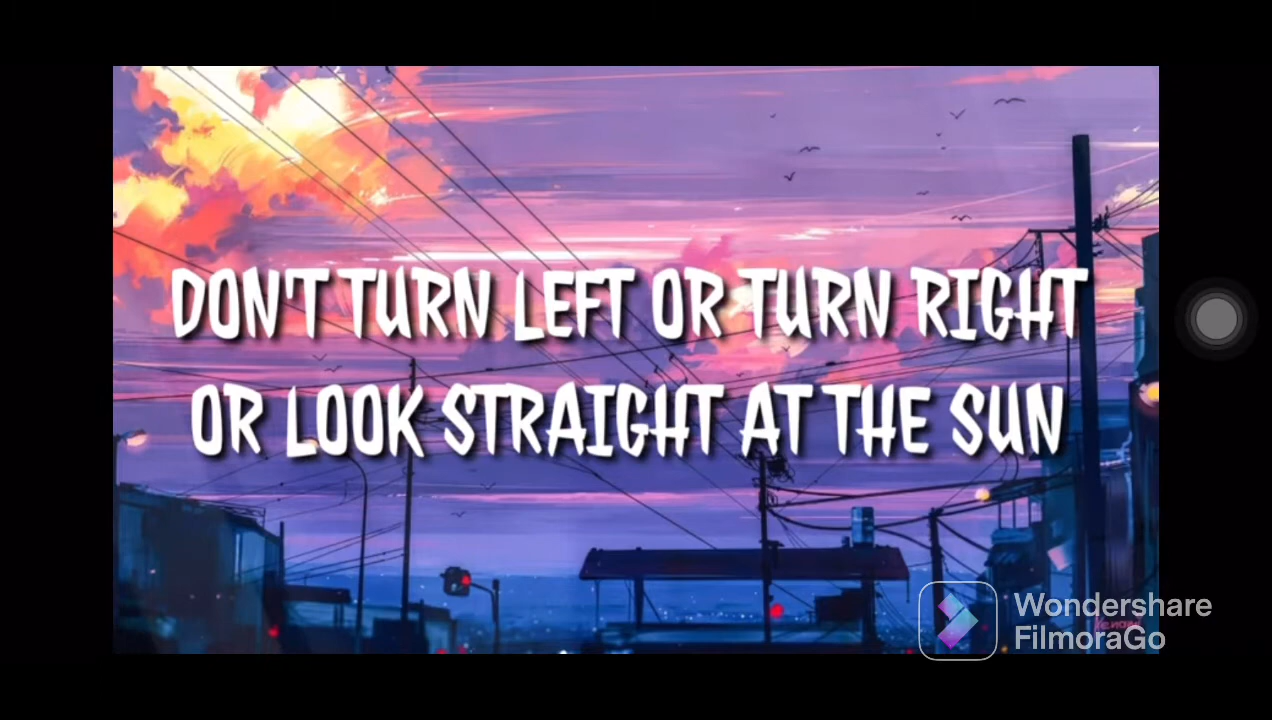 DON'T TURN LEFT OR TURN RIGHT
OR LOOK STRAIGHT AT THE SUN
Wondershare
FilmoraGo